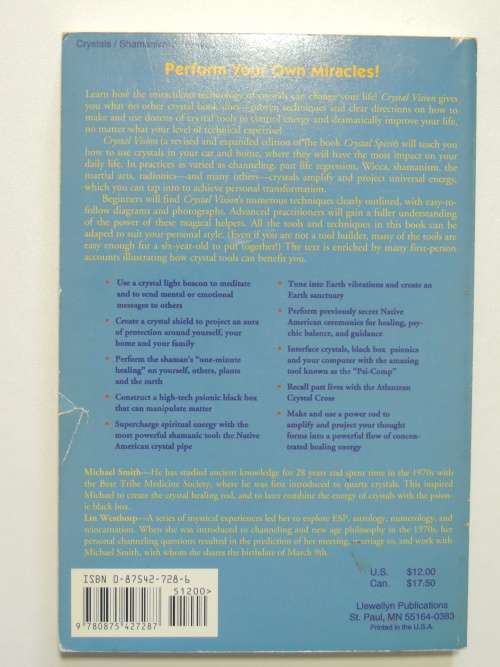 Crystals / Shamanism
Perform Your Own Miracles!
Learn how the miraculous technology of crystals can change your life! Crystal Vision gives
you what no other crystal book does—proven techniques and clear directions on how to
make and use dozens of crystal tools to control energy and dramatically improve your life,
no matter what your level of technical expertise!
Crystal Vision (a revised and expanded edition of the book Crystal Spirit) will teach you
how to use crystals in your car and home, where they will have the most impact on your
daily life. In practices as varied as channeling, past life regression, Wicca, shamanism, the
martial arts, radionics—and many others—crystals amplify and project universal energy,
which you can tap into to achieve personal transformation.
Beginners will find Crystal Vision's numerous techniques clearly outlined, with easy-to-
follow diagrams and photographs. Advanced practitioners will gain a fuller understanding
of the power of these magical helpers. All the tools and techniques in this book can be
adapted to suit your personal style. (Even if you are not a tool builder, many of the tools are
easy enough for a six-year-old to put together!) The text is enriched by many first-person
accounts illustrating how crystal tools can benefit you.
• Use a crystal light beacon to meditate
and to send mental or emotional
messages to others
• Create a crystal shield to project an aura
of protection around yourself, your
home and your family
• Perform the shaman's "one-minute
healing" on yourself, others, plants
and the earth
• Construct a high-tech psionic black box
that can manipulate matter
• Supercharge spiritual energy with the
most powerful shamanic tool: the Native
American crystal pipe
• Tune into Earth vibrations and create an
Earth sanctuary
• Perform previously secret Native
American ceremonies for healing, psy-
chic balance, and guidance
• Interface crystals, black box psionics
and your computer with the amazing
tool known as the "Psi-Comp"
• Recall past lives with the Atlantean
Crystal Cross
• Make and use a power rod to
amplify and project your thought
forms into a powerful flow of concen-
trated healing energy
Michael Smith—He has studied ancient knowledge for 28 years and spent time in the 1970s with
the Bear Tribe Medicine Society, where he was first introduced to quartz crystals. This inspired
Michael to create the crystal healing rod, and to later combine the energy of crystals with the psion-
ic black box.
Lin Westhorp—A series of mystical experiences led her to explore ESP, astrology, numerology, and
reincarnation. When she was introduced to channeling and new age philosophy in the 1970s, her
personal channeling questions resulted in the prediction of her meeting, marriage to, and work with
Michael Smith, with whom she shares the birthdate of March 9th.
ISBN 0-87542-728-6
51200>
9 780875 427287
U.S. $12.00
Can. $17.50
Llewellyn Publications
St. Paul, MN 55164-0383
Printed in the U.S.A.